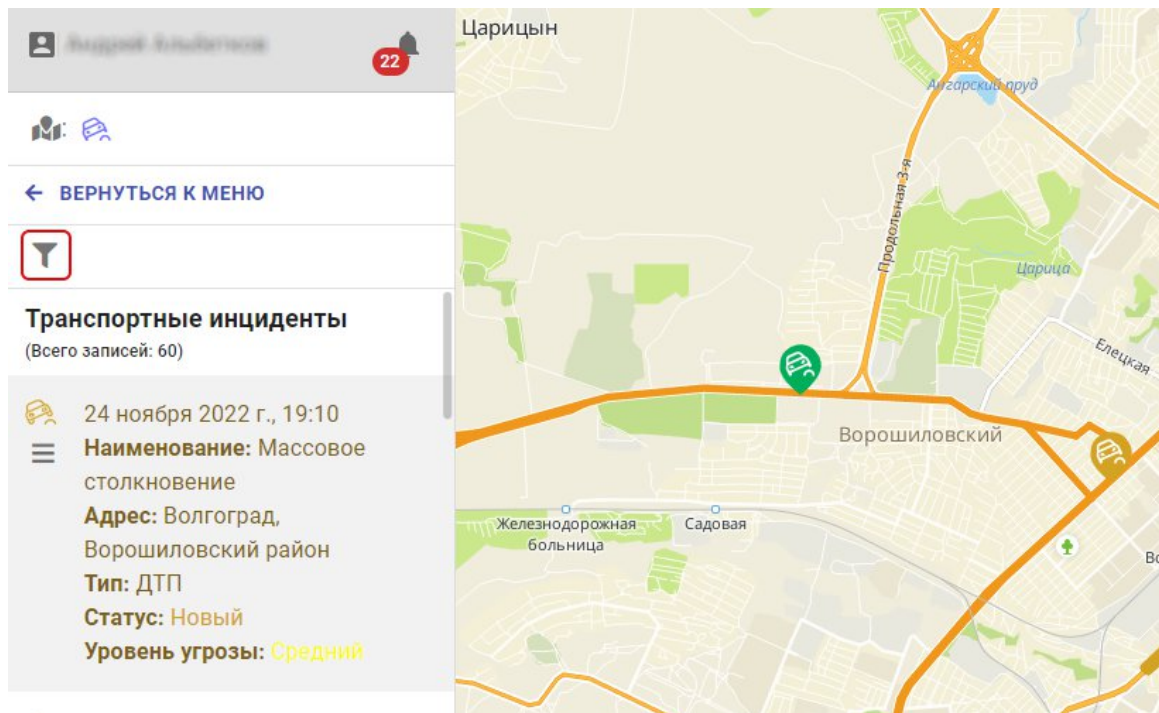 22
:
← ВЕРНУТЬСЯ К МЕНЮ
Транспортные инциденты
(Всего записей: 60)
24 ноября 2022 г., 19:10
Наименование: Массовое
столкновение
Адрес: Волгоград,
Ворошиловский район
Тип: ДТП
Статус: Новый
Уровень угрозы: Средний
Царицын
Ангарский пруд
Продольная 3-я
Царица
Елецкая
Ворошиловский
Железнодорожная
больница
Садовая
Во